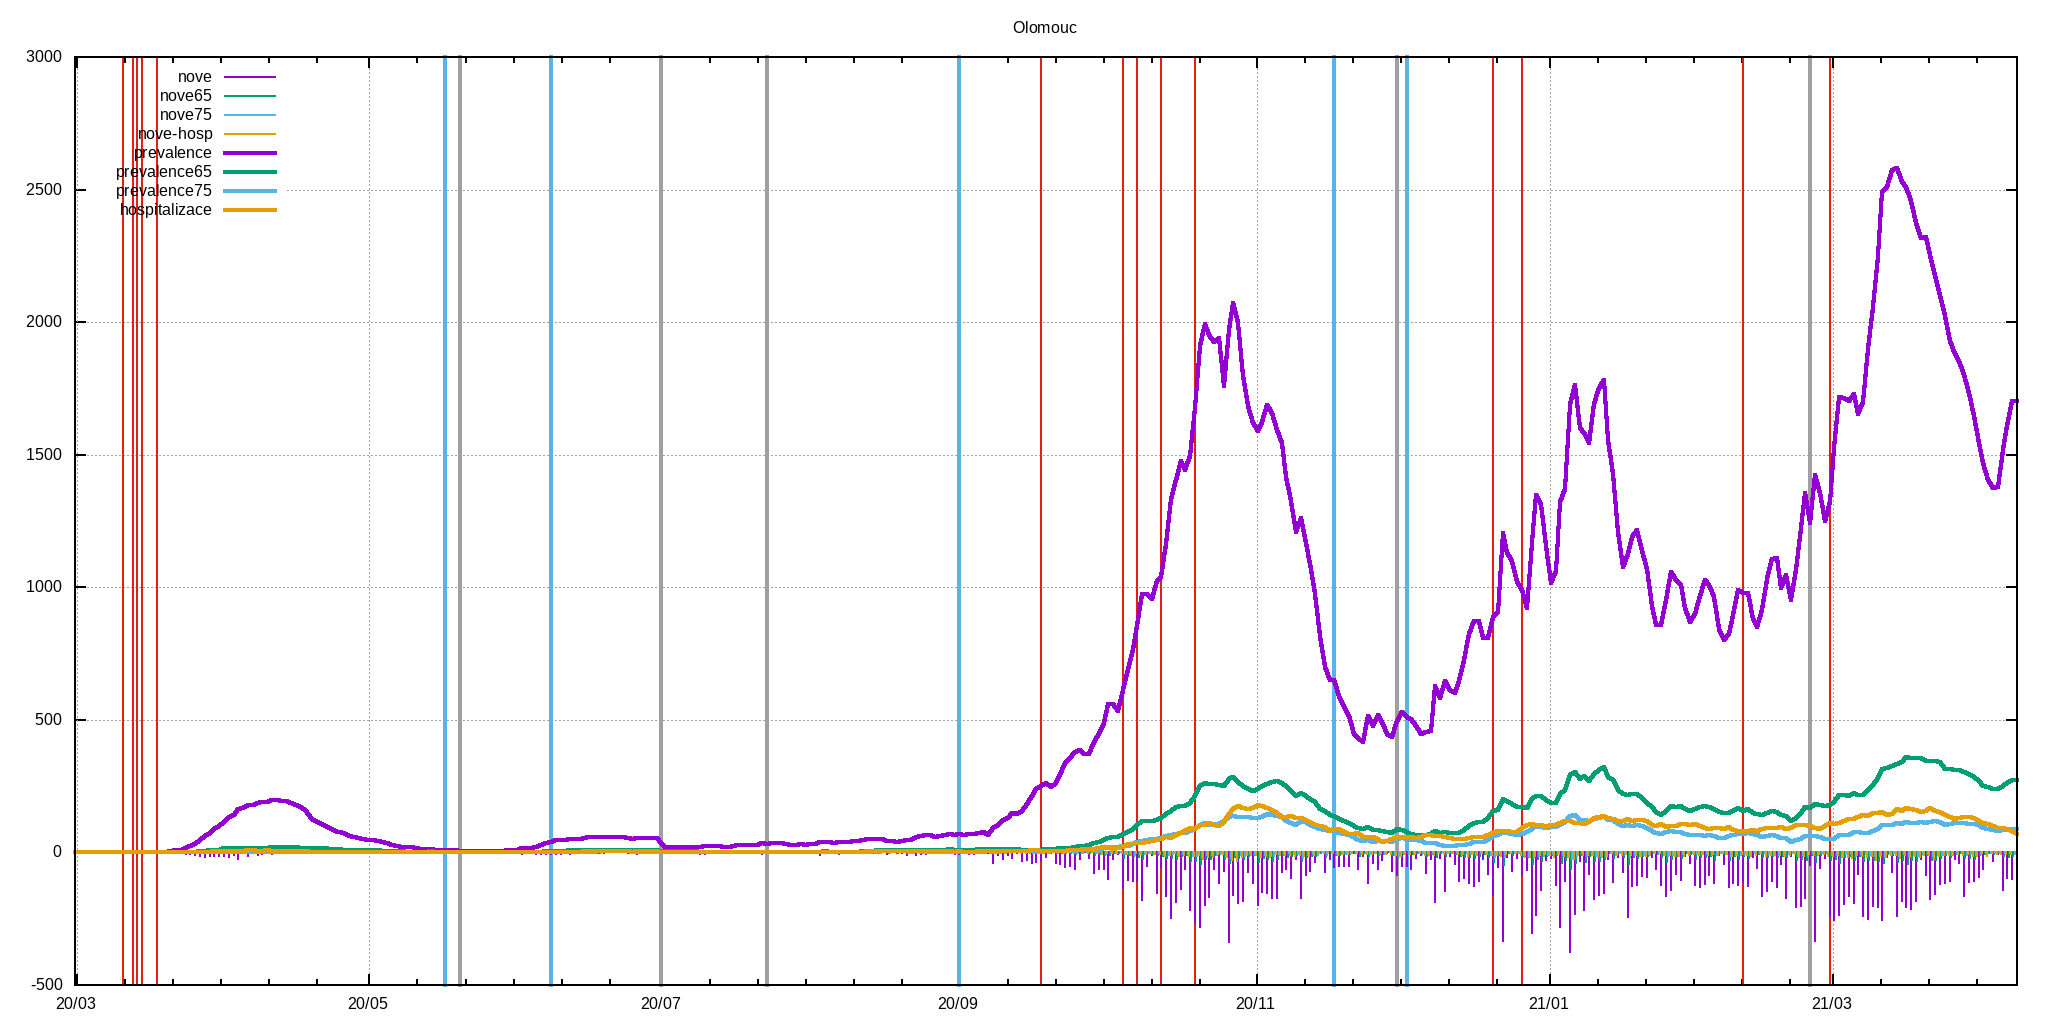 Olomouc
3000
2500
2000
1500
1000
500
0
-500
nove
nove65
nove75
nove-hosp
prevalence
prevalence65
prevalence75
hospitalizace
20/03 20/05 20/07 20/09 20/11 21/01 21/03